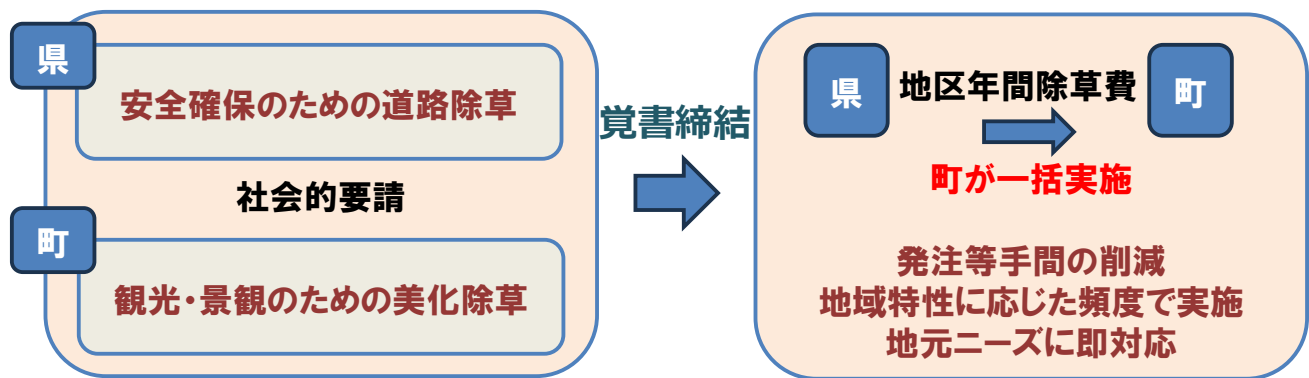 県
安全確保のための道路除草
社会的要請
町
観光・景観のための美化除草
覚書締結
県
地区年間除草費
町
町が一括実施
発注等手間の削減
地域特性に応じた頻度で実施
地元ニーズに即対応